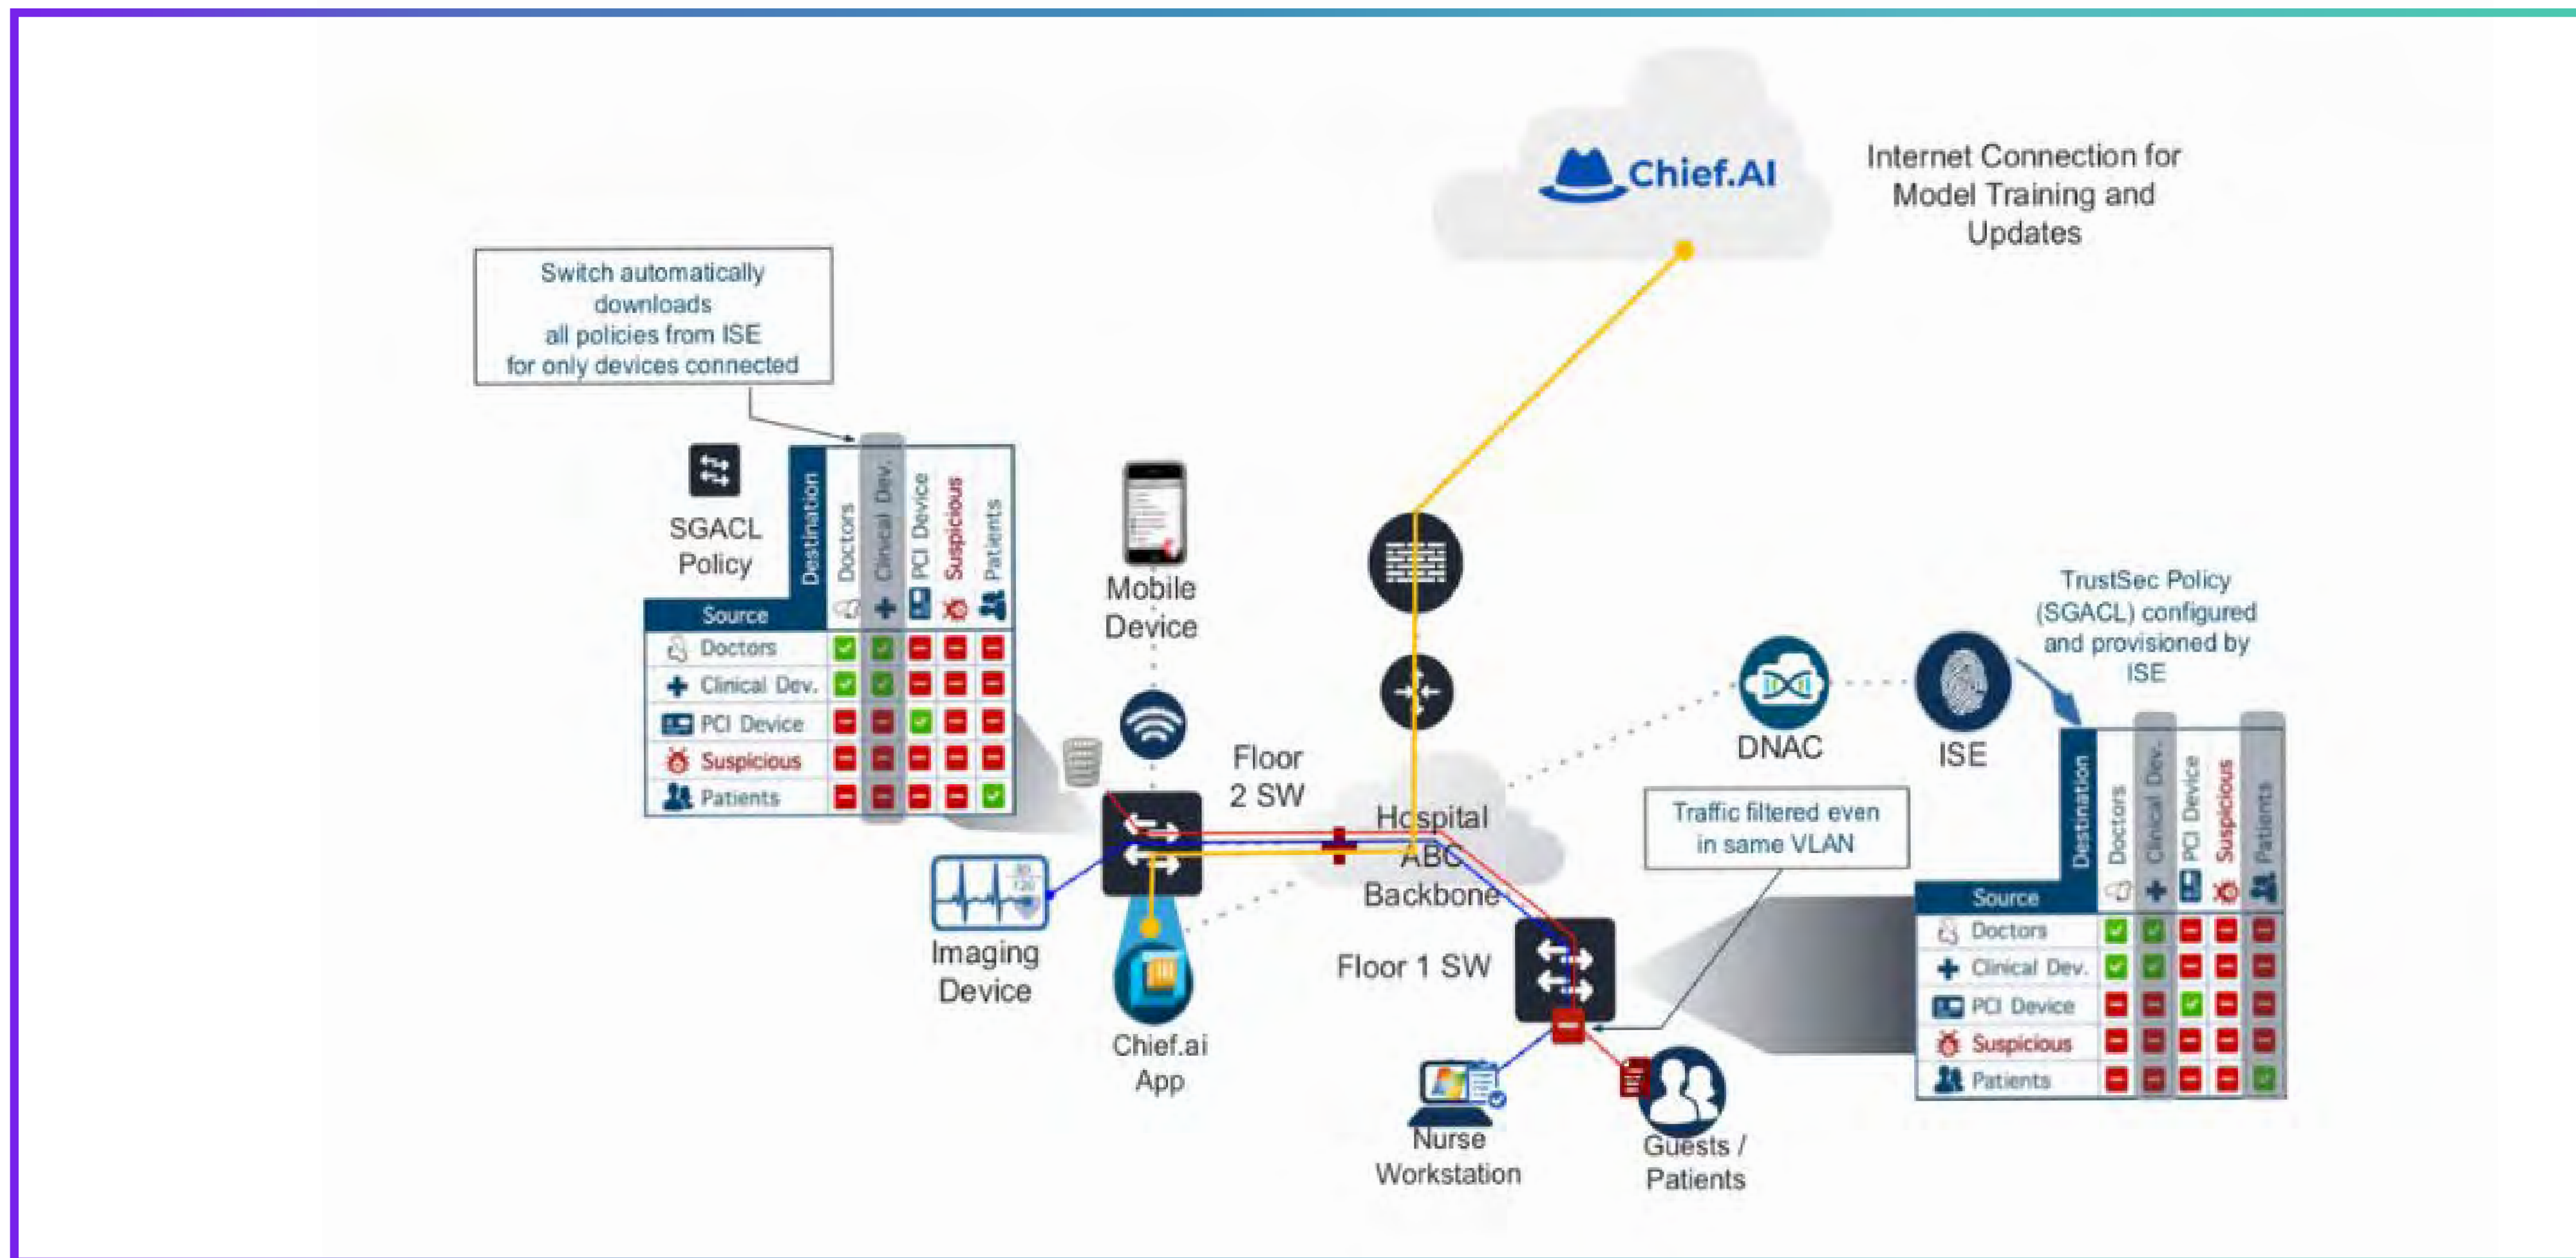 Chief.AI
Internet Connection for
Model Training and
Updates
Switch automatically
downloads
all policies from ISE
for only devices connected
SGACL
Policy
Destination
Doctors
Clinical Dev.
PCI Device
Suspicious
Patients
Source
Doctors
Clinical Dev.
PCI Device
Suspicious
Patients
Mobile
Device
Floor
2 SW
Imaging
Device
Chief.ai
App
Hospital
ABC
Backbone
DNAC
ISE
TrustSec Policy
(SGACL) configured
and provisioned by
ISE
Traffic filtered even
in same VLAN
Floor 1 SW
Nurse
Workstation
Guests /
Patients
Destination
Doctors
Clinical Dev.
PCI Device
Suspicious
Patients
Source
Doctors
Clinical Dev.
PCI Device
Suspicious
Patients